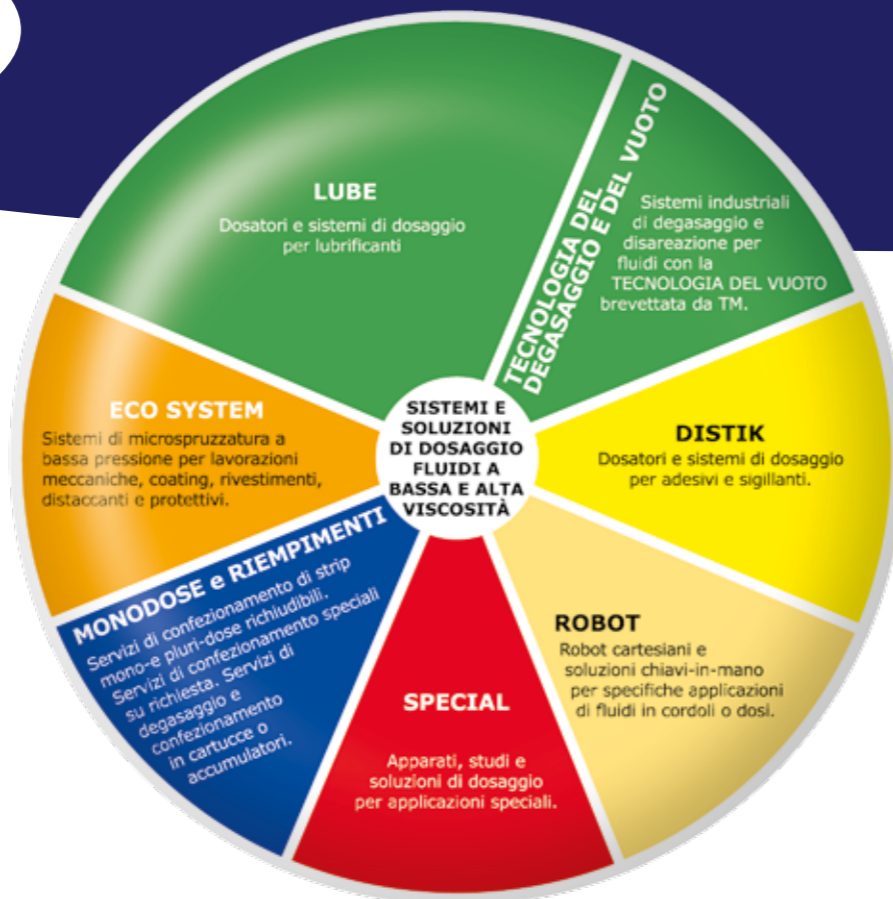 LUBE
Dosatori e sistemi di dosaggio
per lubrificanti
TECNOLOGIA DEL
DEGASAGGIO E DEL VUOTO
Sistemi industriali
di degasaggio e
disareazione per
fluidi con la
TECNOLOGIA DEL VUOTO
brevettata da TM.
DISTIK
Dosatori e sistemi di dosaggio
per adesivi e sigillanti.
ROBOT
Robot cartesiani e
soluzioni chiavi-in-mano
per specifiche applicazioni
di fluidi in cordoli o dosi.
SPECIAL
Apparati, studi e
soluzioni di dosaggio
per applicazioni speciali.
MONODOSE e RIEMPIMENTI
Servizi di confezionamento di strip
mono-e pluri-dose richiudibili.
Servizi di confezionamento speciali
su richiesta. Servizi di
degasaggio e
confezionamento
in cartucce o
accumulatori.
ECO SYSTEM
Sistemi di microspruzzatura a
bassa pressione per lavorazioni
meccaniche, coating, rivestimenti,
distaccanti e protettivi.
SISTEMI E
SOLUZIONI
DI DOSAGGIO
FLUIDI A
BASSA E ALTA
VISCOSITÀ